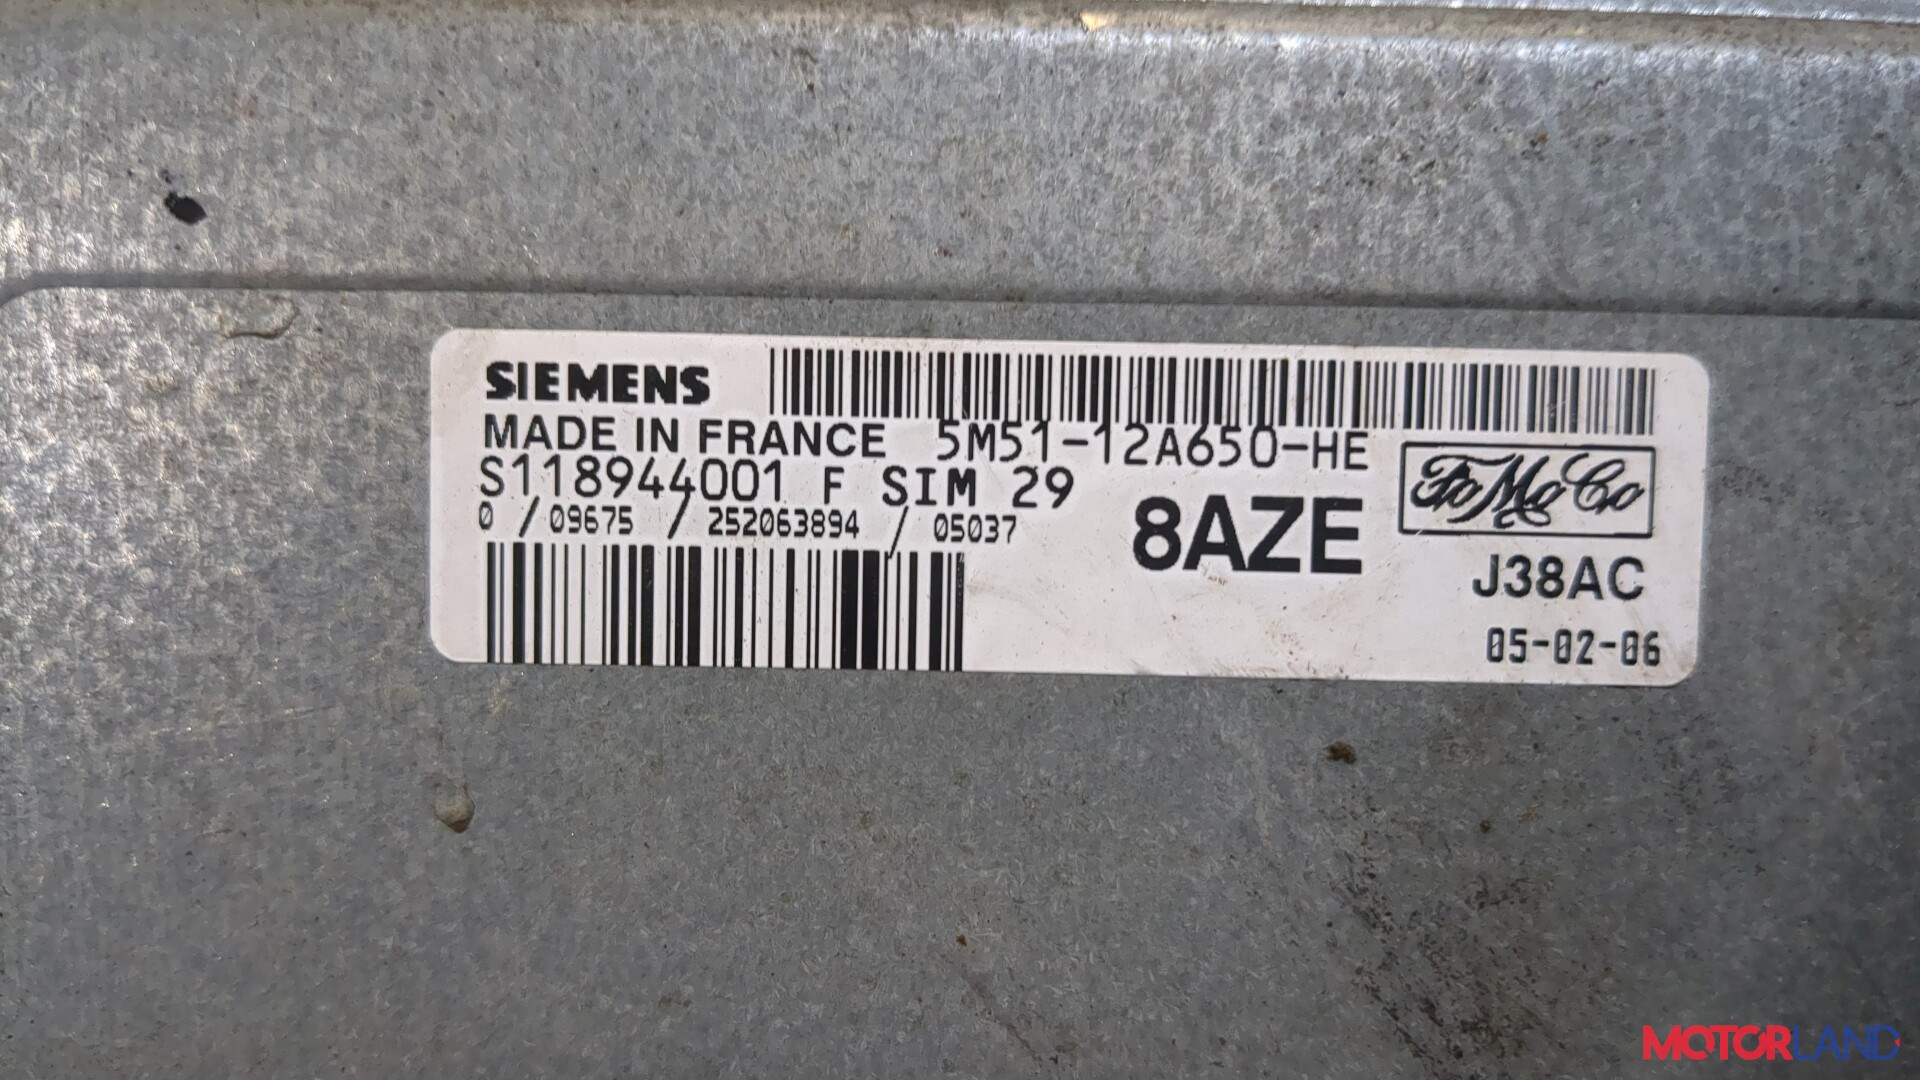 SIEMENS
MADE IN FRANCE 5M51-12A650-HE
S118944001 F SIM 29
0 / 09675 / 252063894 / 05037
8AZE
FoMoCo
J38AC
05-02-06
MOTORLAND